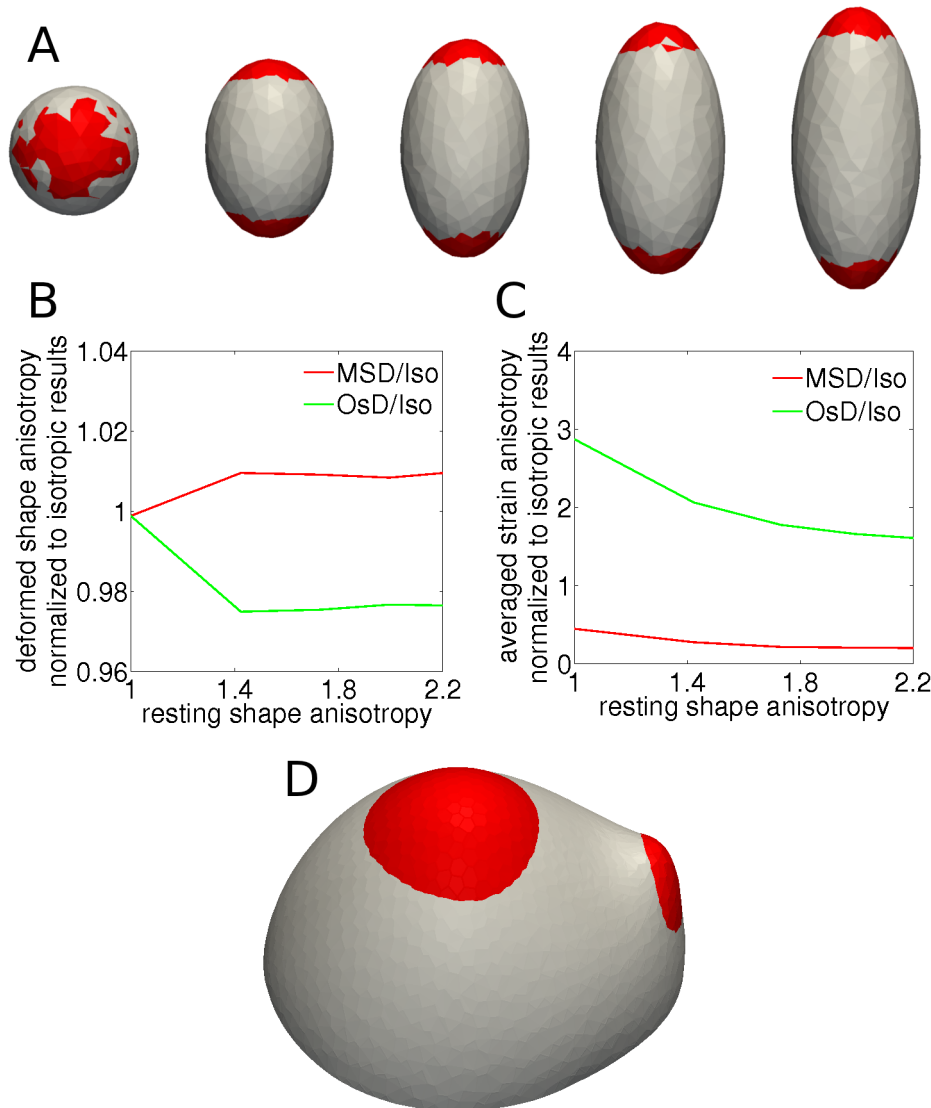 A
B
C
deformed shape anisotropy
normalized to isotropic results
1.04
1.02
1
0.98
0.96
MSD/Iso
OsD/Iso
1
1.4
1.8
2.2
resting shape anisotropy
averaged strain anisotropy
normalized to isotropic results
4
3
2
1
0
MSD/Iso
OsD/Iso
1
1.4
1.8
2.2
resting shape anisotropy
D